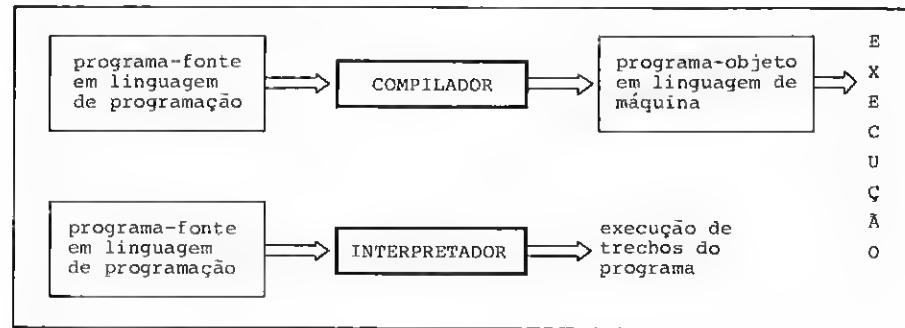 programa-fonte
em linguagem
de programação
COMPILADOR
programa-objeto
em linguagem de
máquina
E
X
E
C
U
Ç
Ã
O
programa-fonte
em linguagem
de programação
INTERPRETADOR
execução de
trechos do
programa